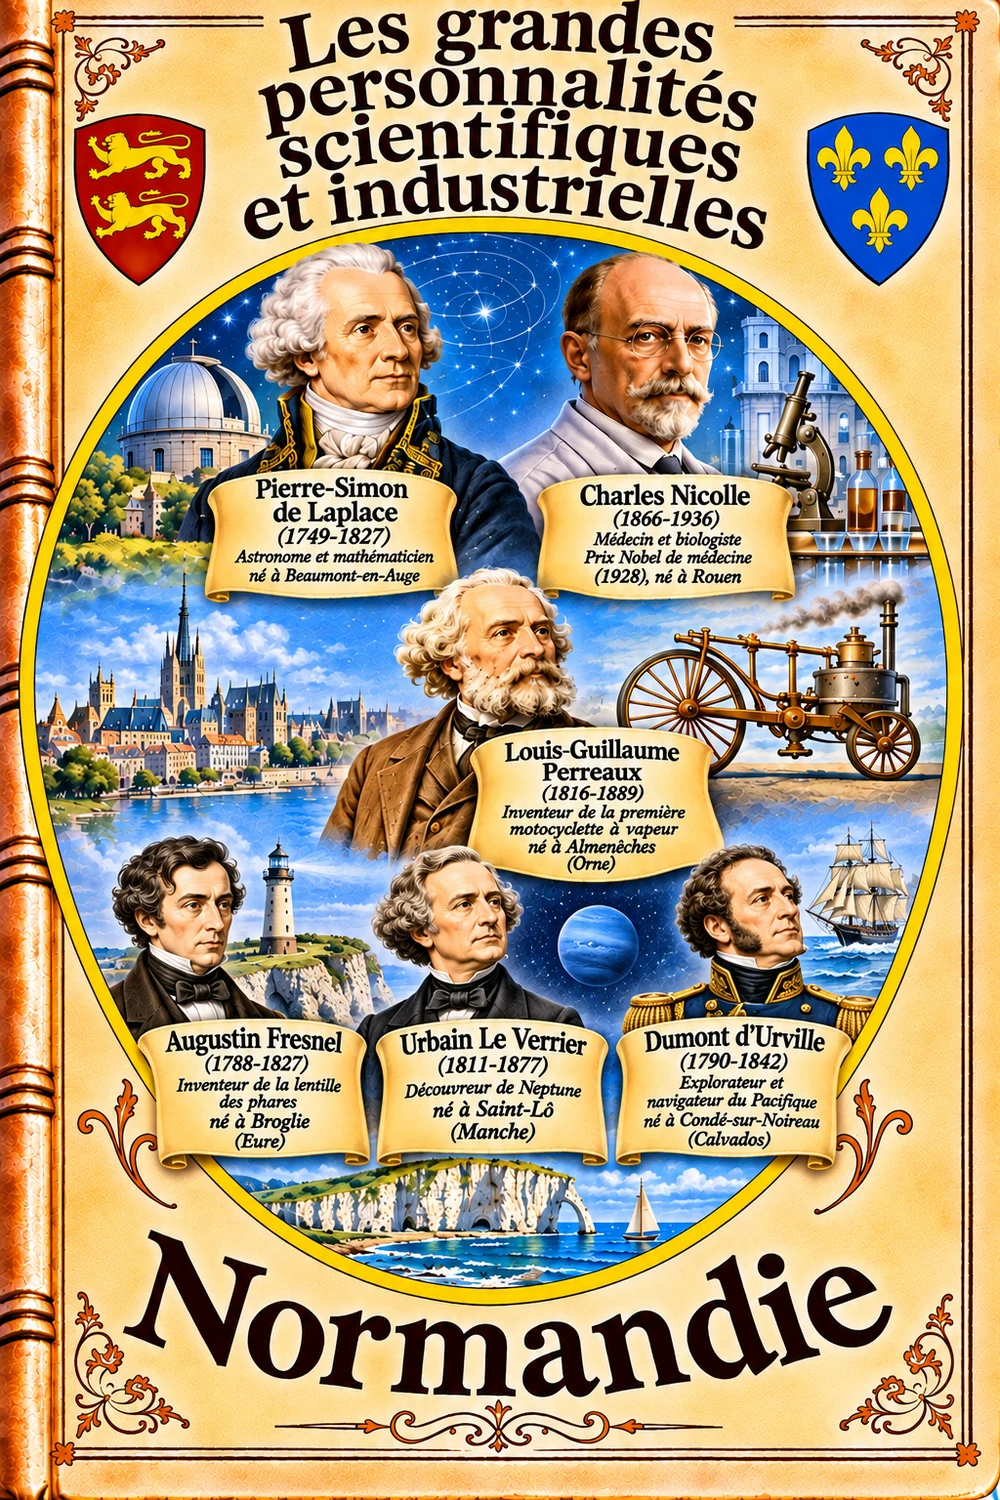 Les grandes
personnalités
scientifiques
et industrielles
Pierre-Simon
de Laplace
(1749-1827)
Astronome et mathématicien
né à Beaumont-en-Auge
Charles Nicolle
(1866-1936)
Médecin et biologiste
Prix Nobel de médecine
(1928), né à Rouen
Louis-Guillaume
Perreaux
(1816-1889)
Inventeur de la première
motocyclette à vapeur
né à Almenêches
(Orne)
Augustin Fresnel
(1788-1827)
Inventeur de la lentille
des phares
né à Broglie
(Eure)
Urbain Le Verrier
(1811-1877)
Découvreur de Neptune
né à Saint-Lô
(Manche)
Dumont d'Urville
(1790-1842)
Explorateur et
navigateur du Pacifique
né à Condé-sur-Noireau
(Calvados)
Normandie